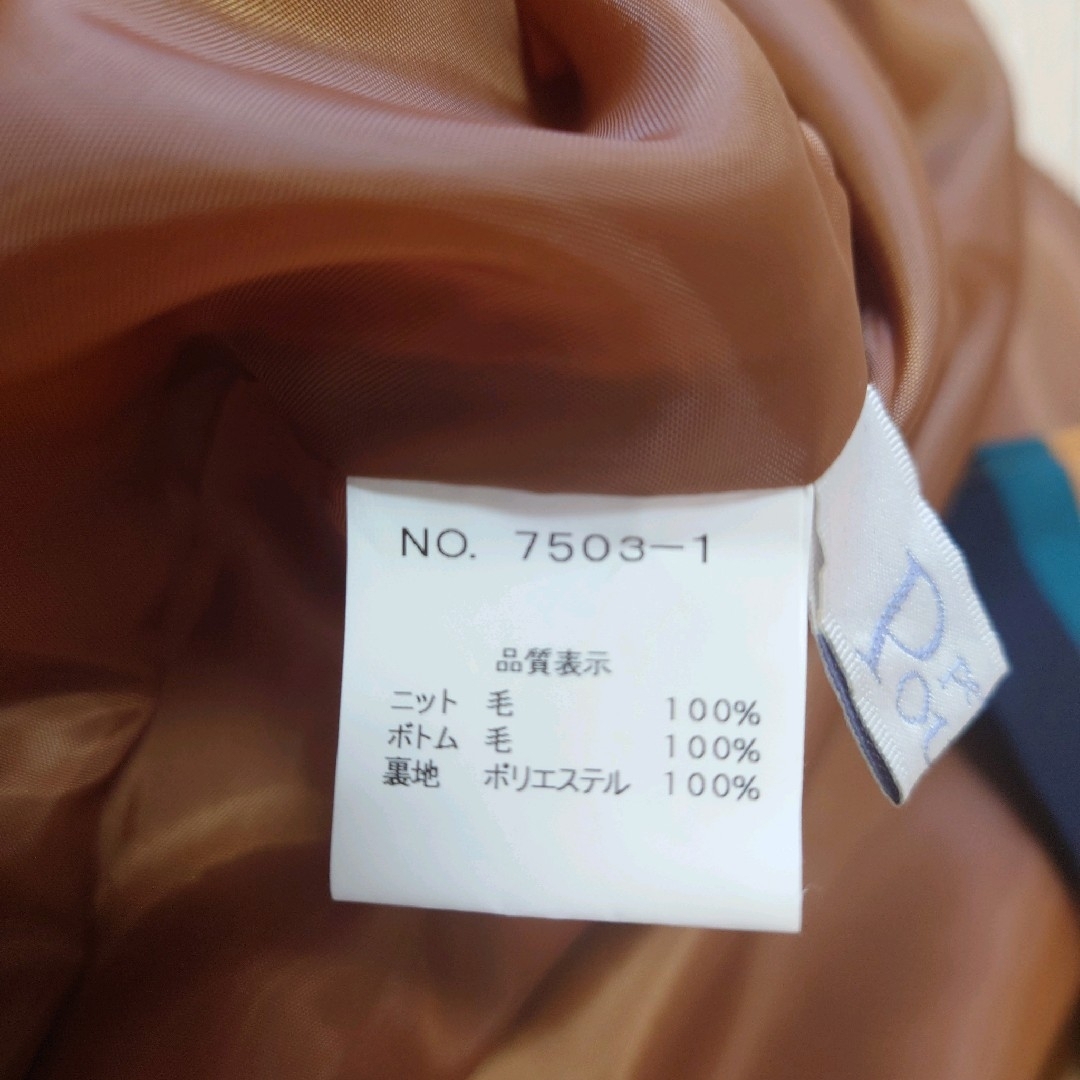 NO. 7503-1
品質表示
ニット 毛 100%
ボトム 毛 100%
裏地 ポリエステル 100%